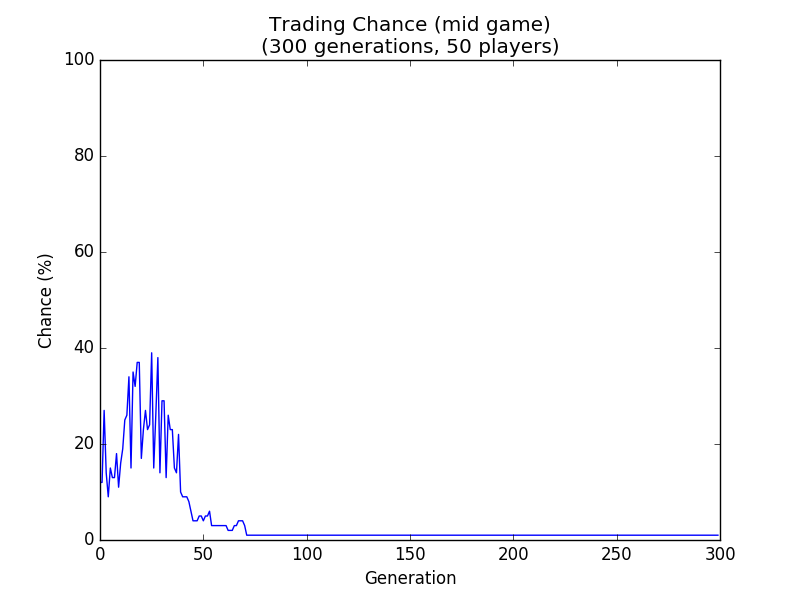 Trading Chance (mid game)
(300 generations, 50 players)
100
80
60
40
20
0
Chance (%)
0 50 100 150 200 250 300
Generation